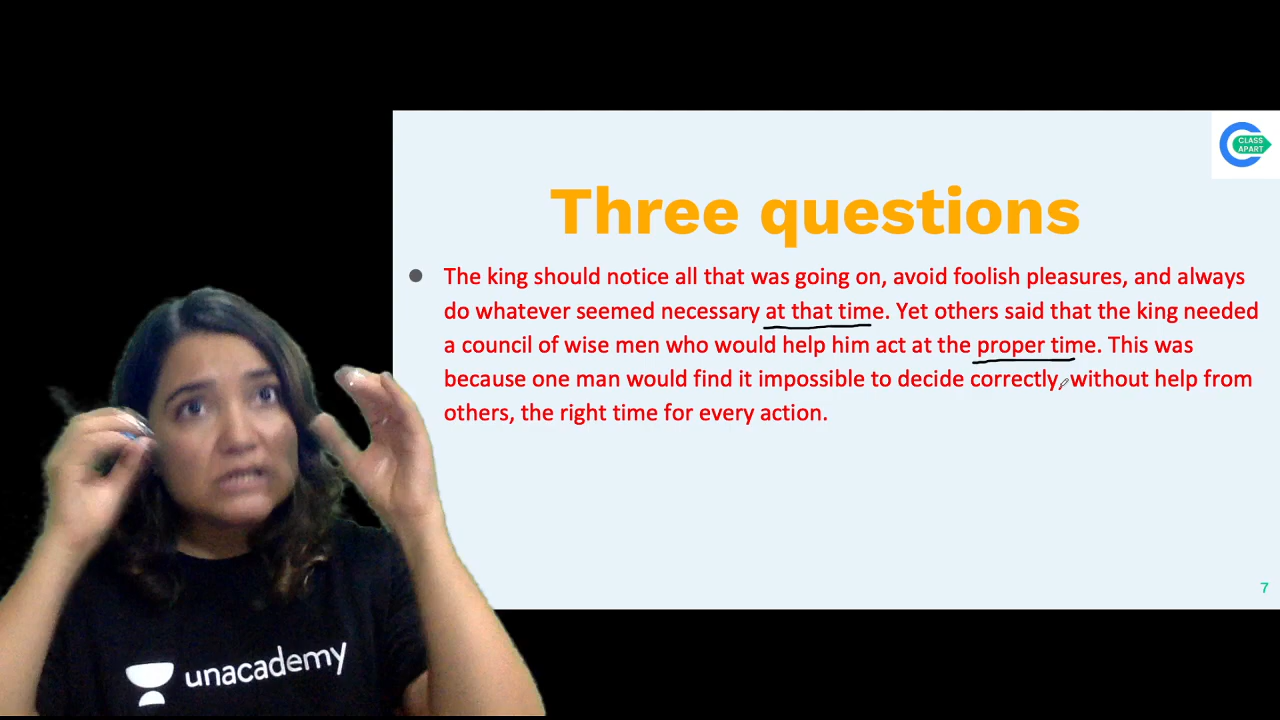 CLASS
APART
Three questions
The king should notice all that was going on, avoid foolish pleasures, and always
do whatever seemed necessary at that time. Yet others said that the king needed
a council of wise men who would help him act at the proper time. This was
because one man would find it impossible to decide correctly, without help from
others, the right time for every action.
7
unacademy